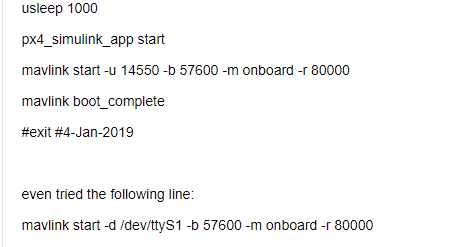 usleep 1000
px4_simulink_app start
mavlink start -u 14550 -b 57600 -m onboard -r 80000
mavlink boot_complete
#exit #4-Jan-2019
even tried the following line:
mavlink start -d /dev/ttyS1 -b 57600 -m onboard -r 80000